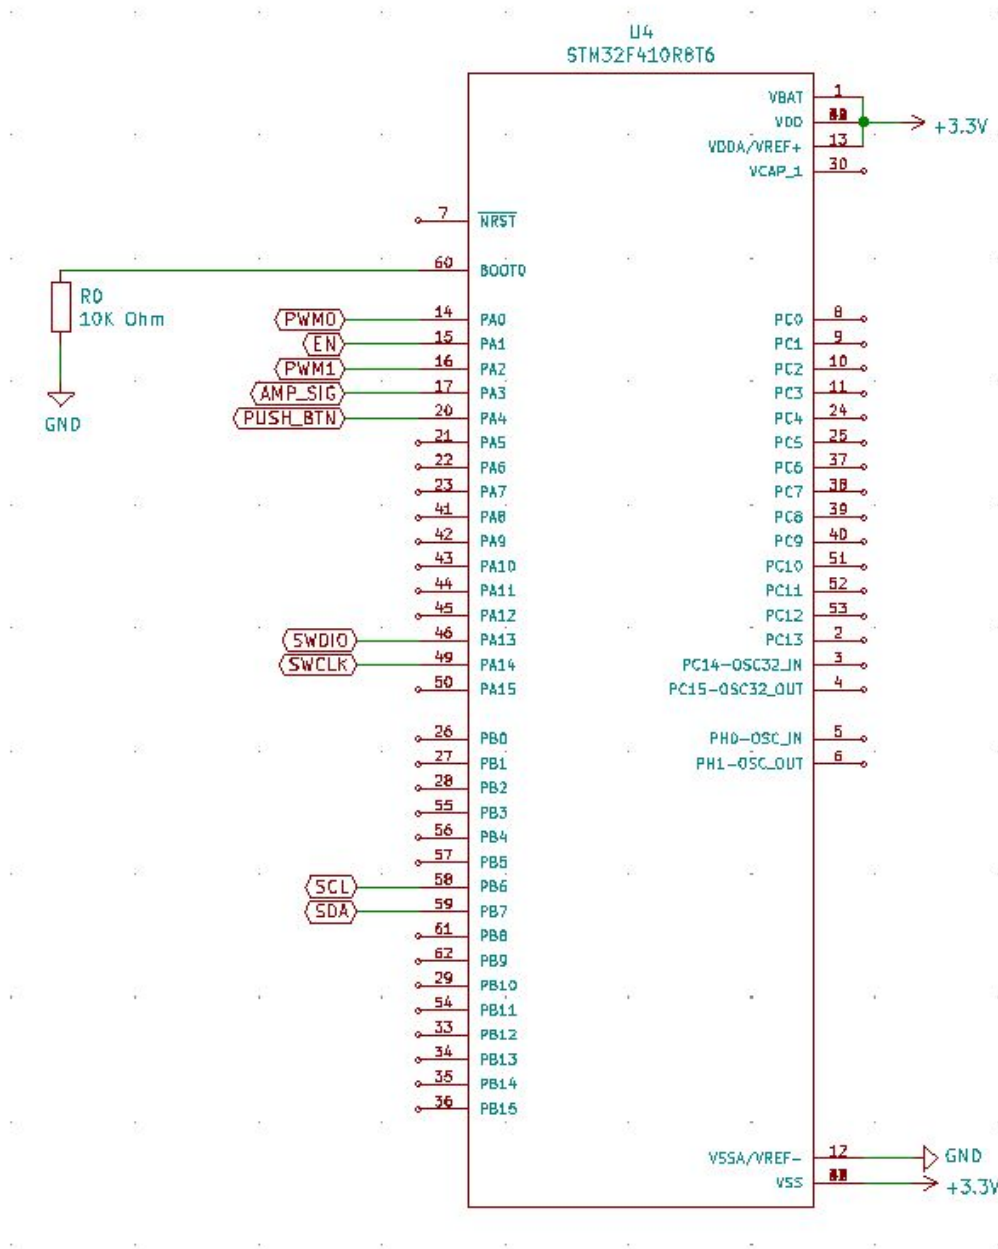 U4
STM32F410R8T6
VBAT 1
VDD
+3.3V
VDDA/VREF+ 13
VCAP_1 30
7 NRST
60 BOOT0
R0
10K Ohm
GND
PWM0 14 PA0
EN 15 PA1
PWM1 16 PA2
AMP_SIG 17 PA3
PUSH_BTN 20 PA4
21 PA5
22 PA6
23 PA7
41 PA8
42 PA9
43 PA10
44 PA11
45 PA12
SWDIO 46 PA13
SWCLK 49 PA14
50 PA15
PC0 8
PC1 9
PC2 10
PC3 11
PC4 24
PC5 25
PC6 37
PC7 38
PC8 39
PC9 40
PC10 51
PC11 52
PC12 53
PC13 2
PC14-OSC32_IN 3
PC15-OSC32_OUT 4
PH0-OSC_IN 5
PH1-OSC_OUT 6
26 PB0
27 PB1
28 PB2
55 PB3
56 PB4
57 PB5
SCL 58 PB6
SDA 59 PB7
61 PB8
62 PB9
29 PB10
54 PB11
33 PB12
34 PB13
35 PB14
36 PB15
VSSA/VREF- 12 GND
VSS +3.3V